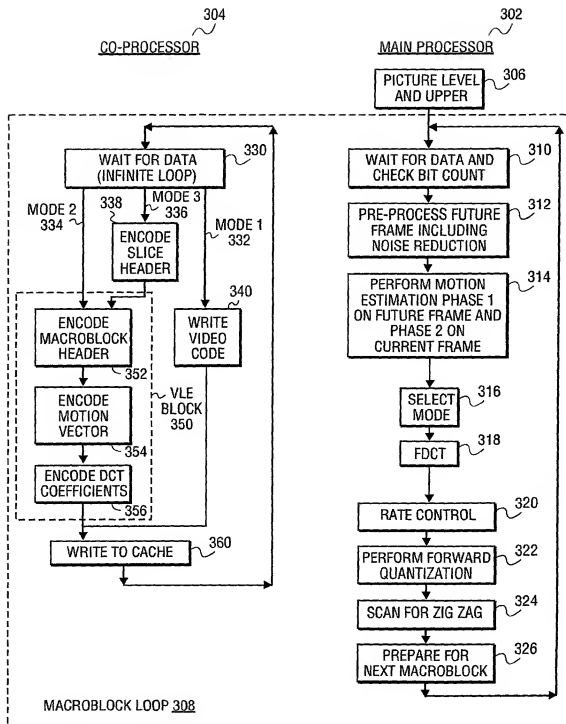 304
CO-PROCESSOR
302
MAIN PROCESSOR
PICTURE LEVEL
AND UPPER
306
WAIT FOR DATA
(INFINITE LOOP)
330
MODE 2
334
MODE 3
336
MODE 1
332
338
ENCODE
SLICE
HEADER
340
WRITE
VIDEO
CODE
ENCODE
MACROBLOCK
HEADER
352
ENCODE
MOTION
VECTOR
354
ENCODE DCT
COEFFICIENTS
356
VLE
BLOCK
350
WRITE TO CACHE
360
WAIT FOR DATA AND
CHECK BIT COUNT
310
PRE-PROCESS FUTURE
FRAME INCLUDING
NOISE REDUCTION
312
PERFORM MOTION
ESTIMATION PHASE 1
ON FUTURE FRAME AND
PHASE 2 ON
CURRENT FRAME
314
SELECT
MODE
316
FDCT
318
RATE CONTROL
320
PERFORM FORWARD
QUANTIZATION
322
SCAN FOR ZIG ZAG
324
PREPARE FOR
NEXT MACROBLOCK
326
MACROBLOCK LOOP 308